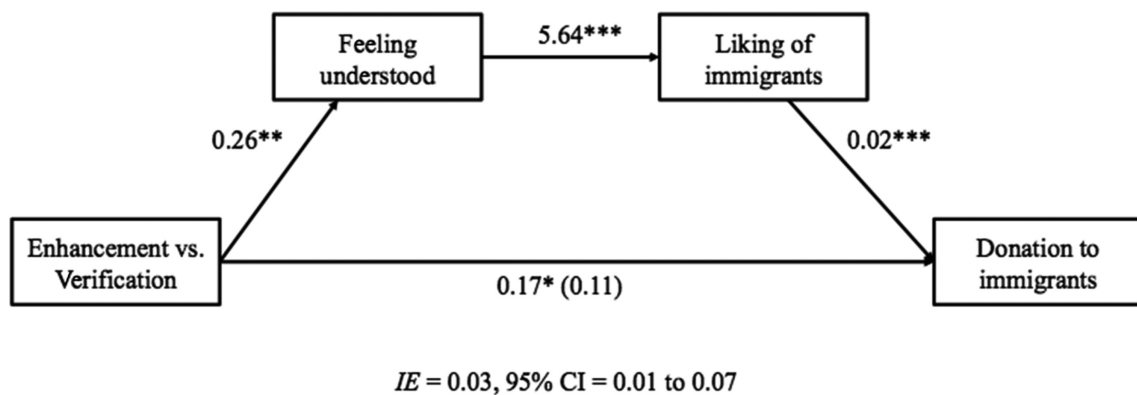 Feeling
understood
5.64***
Liking of
immigrants
0.26**
0.02***
Enhancement vs.
Verification
Donation to
immigrants
0.17* (0.11)
IE = 0.03, 95% CI = 0.01 to 0.07